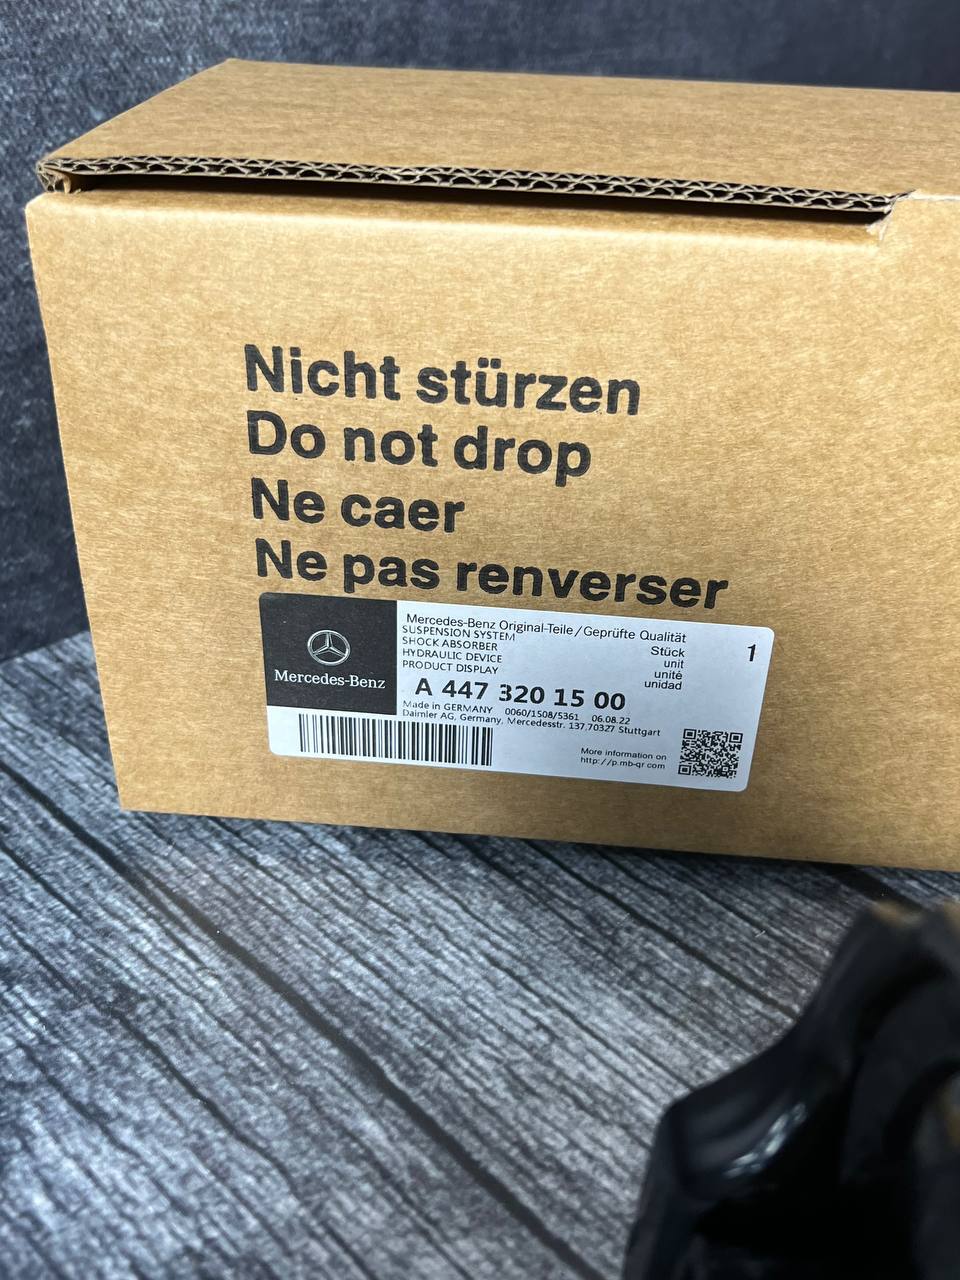 Nicht stürzen
Do not drop
Ne caer
Ne pas renverser
Mercedes-Benz
Mercedes-Benz Original-Teile/Geprüfte Qualität
SUSPENSION SYSTEM
SHOCK ABSORBER
HYDRAULIC DEVICE
PRODUCT DISPLAY
Stück
unit
unité
unidad
1
A 447 320 15 00
Made in GERMANY 0060/1508/5361 06.08.22
Daimler AG, Germany, Mercedesstr. 137,70327 Stuttgart
More information on
http://p.mb-qr.com